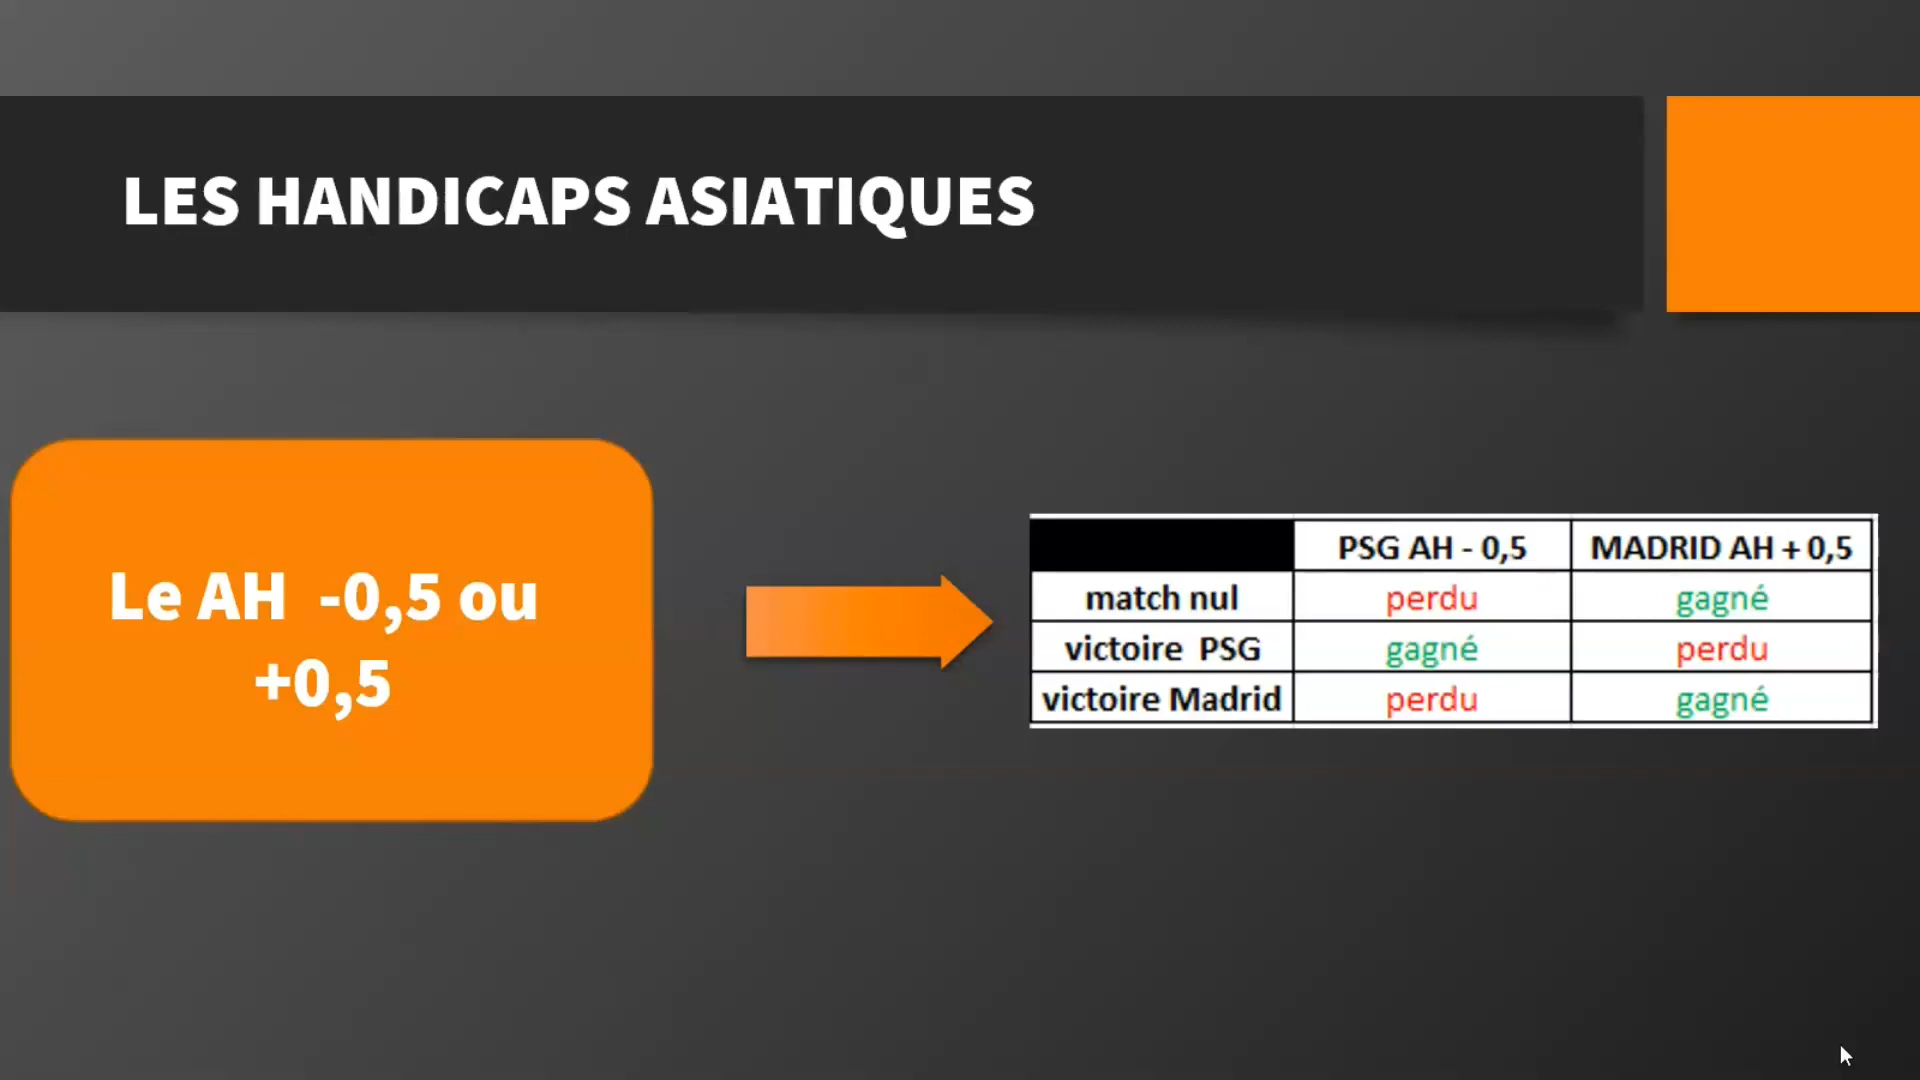 LES HANDICAPS ASIATIQUES
Le AH -0,5 ou
+0,5
PSG AH - 0,5 MADRID AH + 0,5
match nul perdu gagné
victoire PSG gagné perdu
victoire Madrid perdu gagné